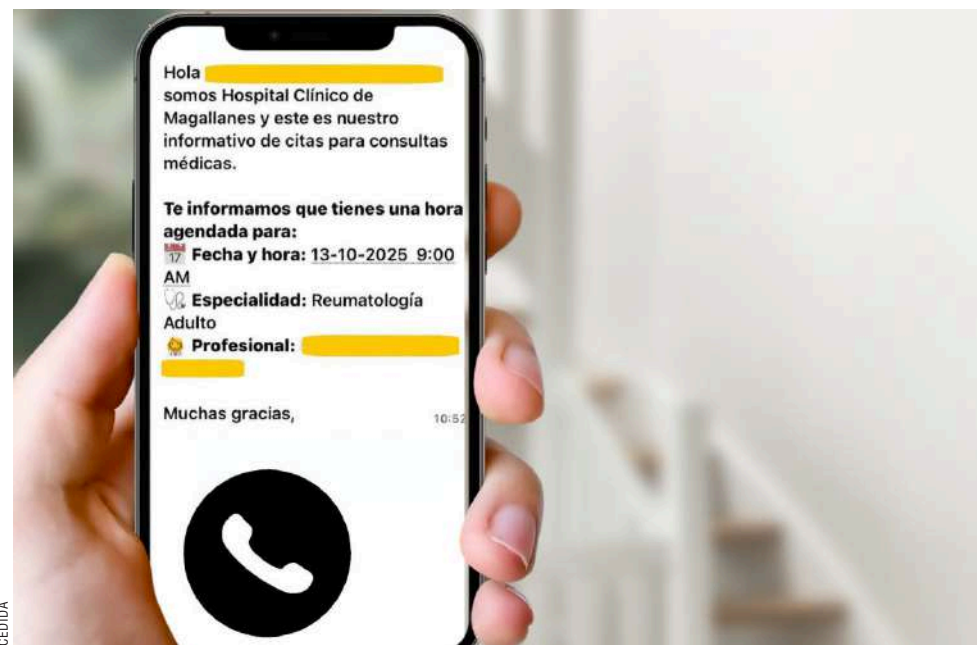 Hola
somos Hospital Clínico de
Magallanes y este es nuestro
informativo de citas para consultas
médicas.
Te informamos que tienes una hora
agendada para:
17 Fecha y hora: 13-10-2025 9:00
AM
Especialidad: Reumatología
Adulto
Profesional:
Muchas gracias,
10:52
CEDIDA